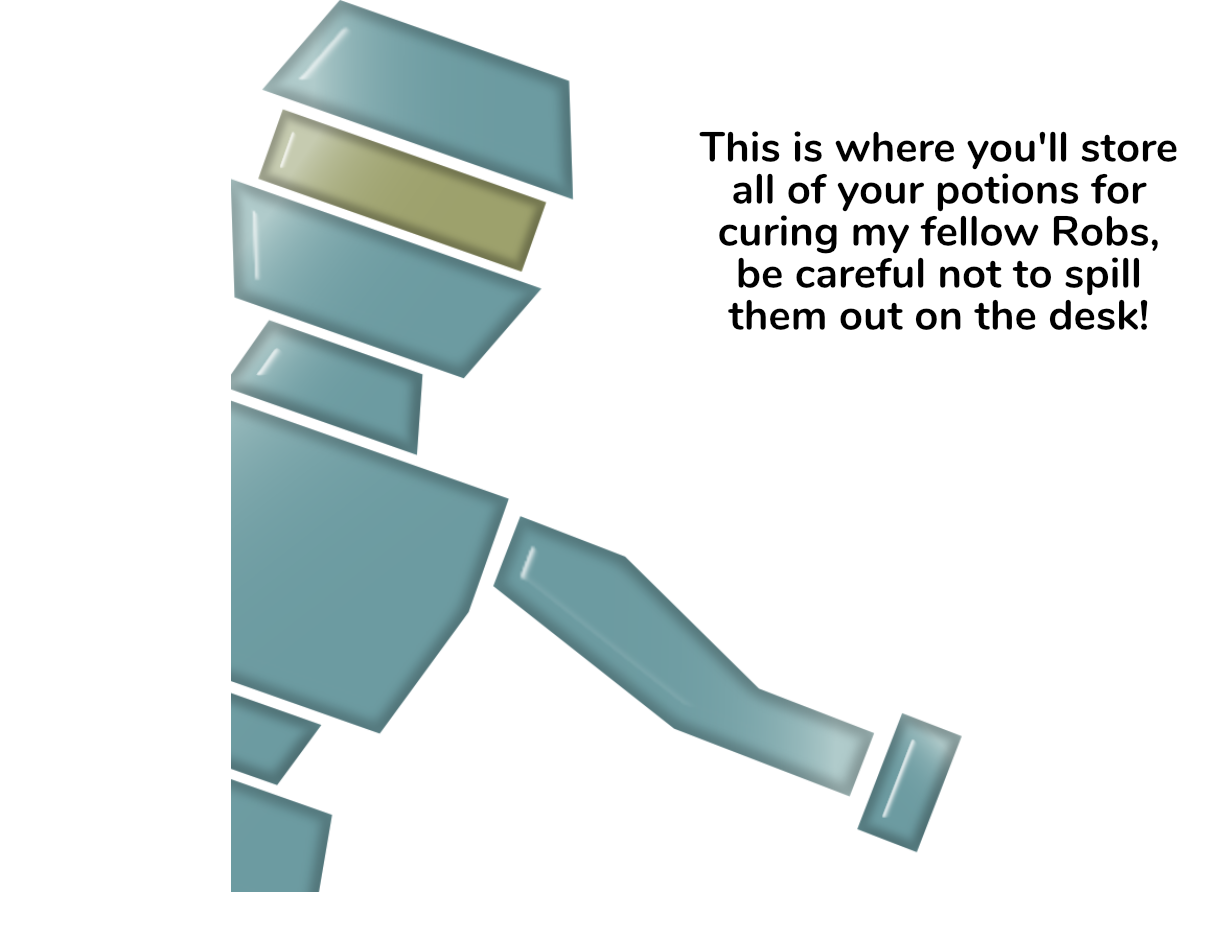 This is where you'll store
all of your potions for
curing my fellow Robs,
be careful not to spill
them out on the desk!